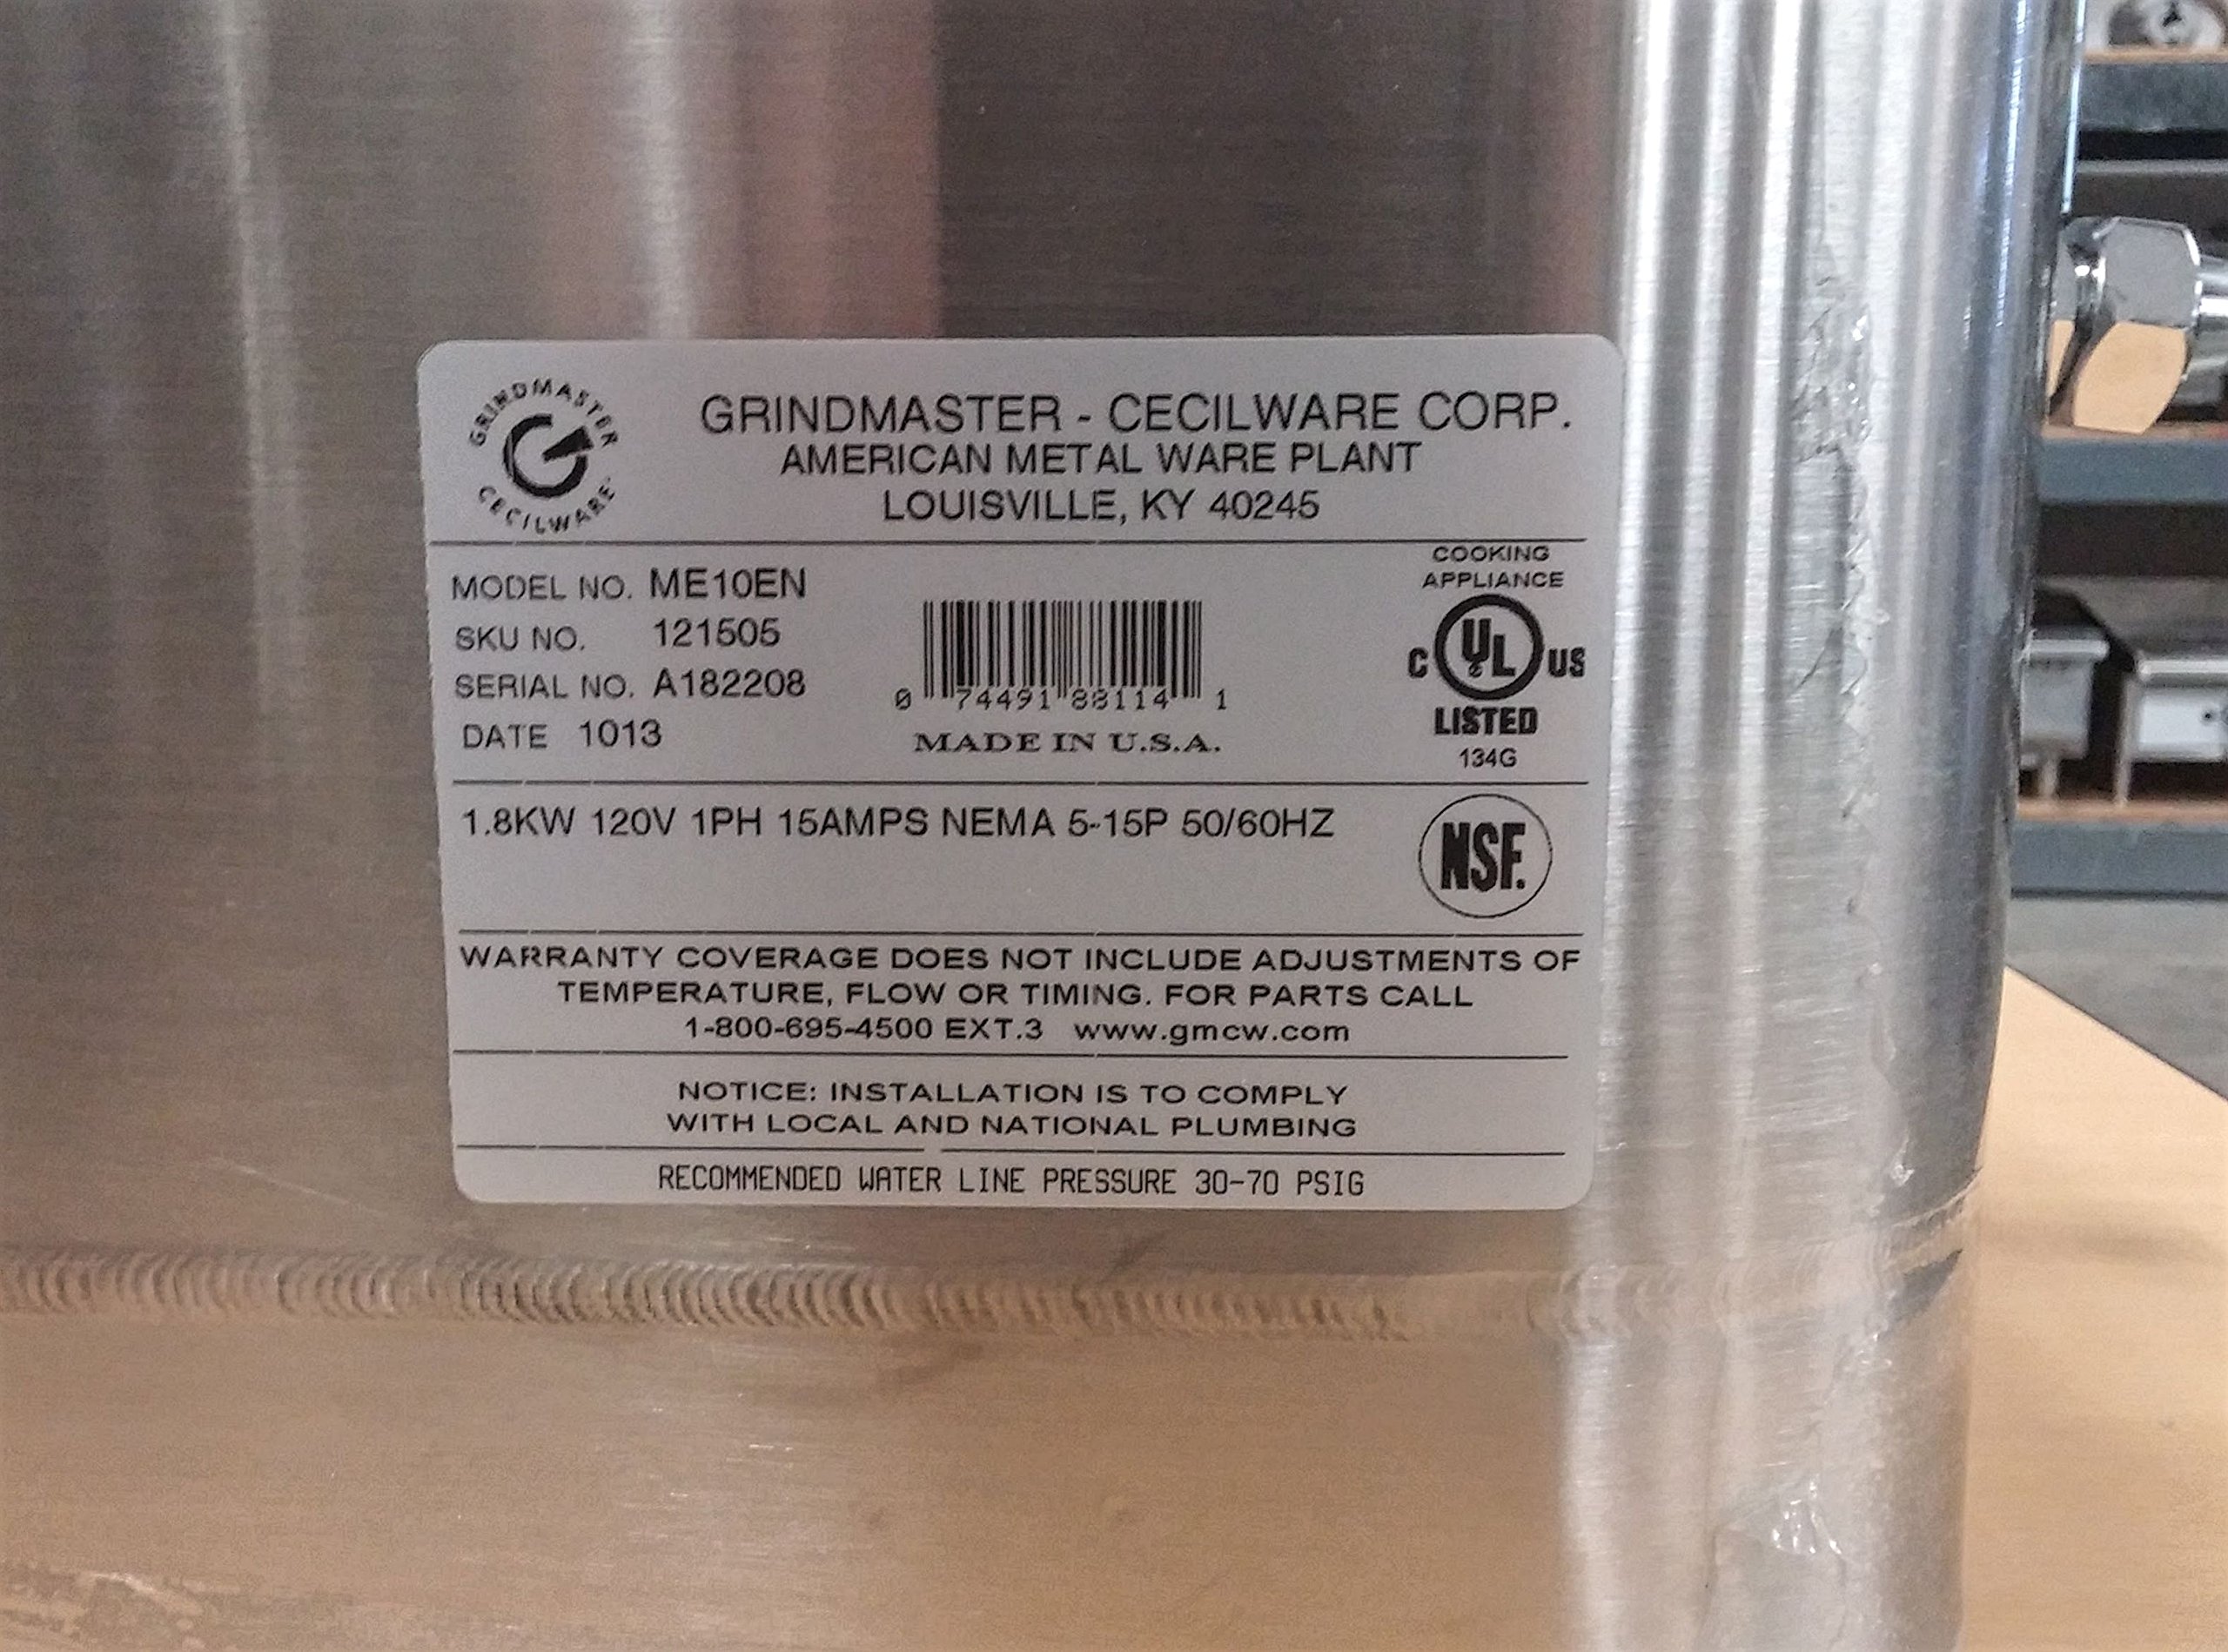 GRINDMASTER
CECILWARE
GRINDMASTER - CECILWARE CORP.
AMERICAN METAL WARE PLANT
LOUISVILLE, KY 40245
MODEL NO. ME10EN
SKU NO. 121505
SERIAL NO. A182208
DATE 1013
0 74491 88114 1
MADE IN U.S.A.
COOKING
APPLIANCE
C UL US
LISTED
134G
1.8KW 120V 1PH 15AMPS NEMA 5-15P 50/60HZ
NSF.
WARRANTY COVERAGE DOES NOT INCLUDE ADJUSTMENTS OF
TEMPERATURE, FLOW OR TIMING. FOR PARTS CALL
1-800-695-4500 EXT.3 www.gmcw.com
NOTICE: INSTALLATION IS TO COMPLY
WITH LOCAL AND NATIONAL PLUMBING
RECOMMENDED WATER LINE PRESSURE 30-70 PSIG